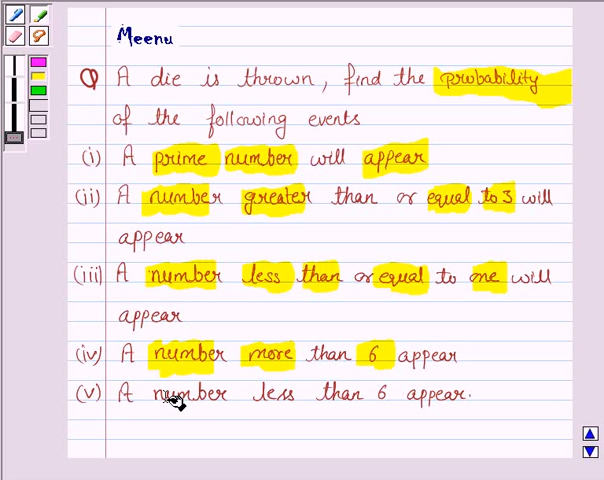 Meenu
Q A die is thrown, find the probability
of the following events
(i) A prime number will appear
(ii) A number greater than or equal to 3 will
appear
(iii) A number less than or equal to one will
appear
(iv) A number more than 6 appear
(v) A number less than 6 appear.